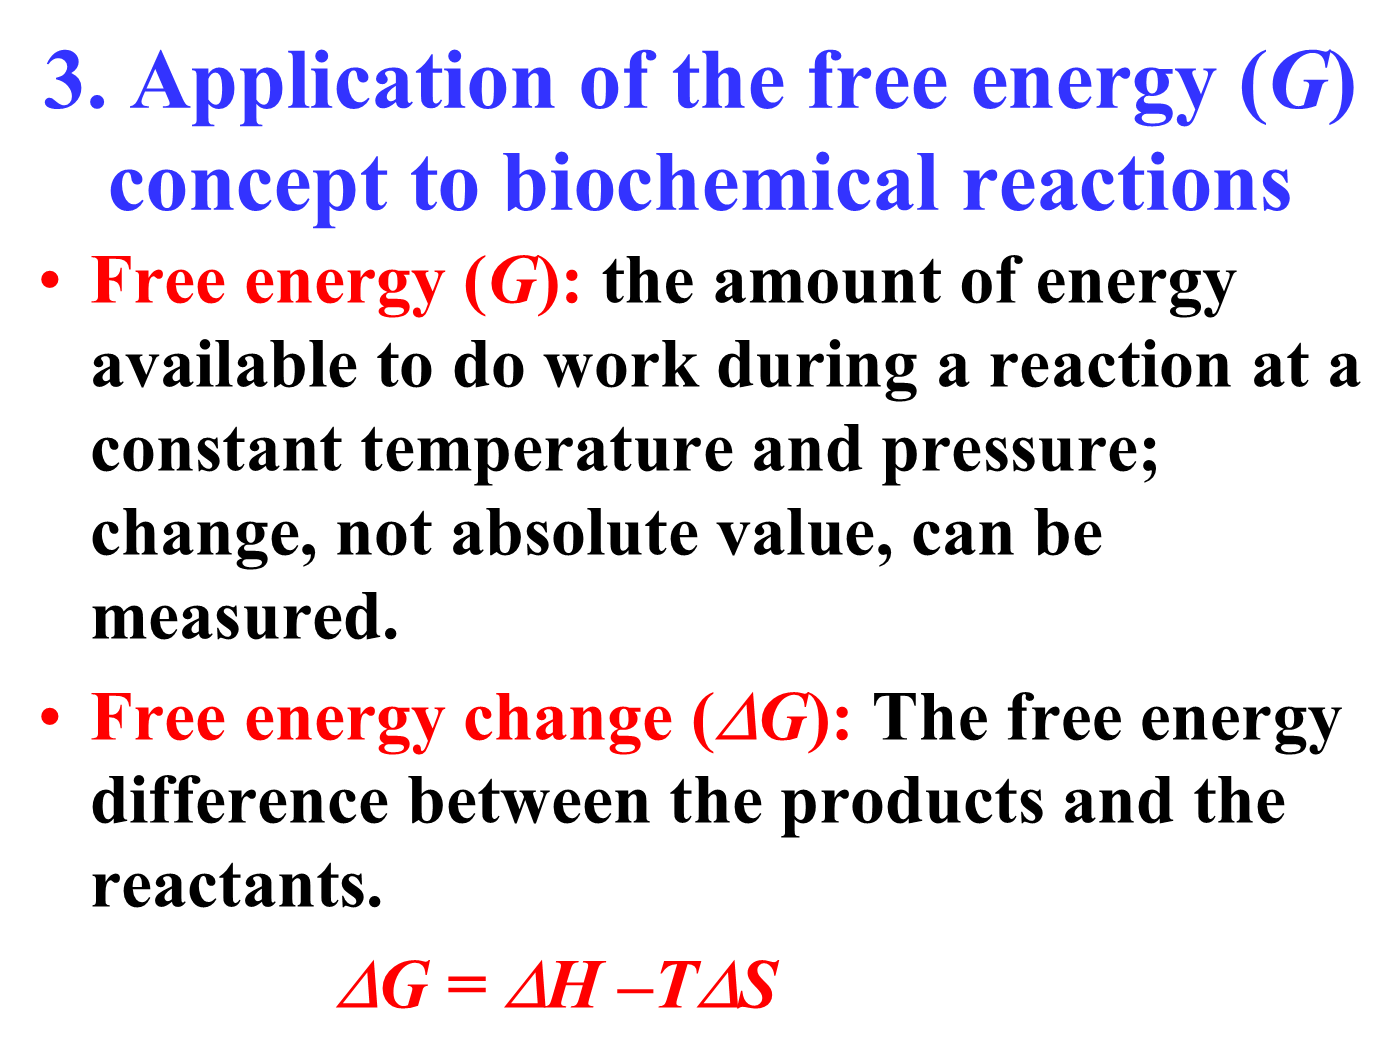 3. Application of the free energy (G)
concept to biochemical reactions
• Free energy (G): the amount of energy
available to do work during a reaction at a
constant temperature and pressure;
change, not absolute value, can be
measured.
• Free energy change (ΔG): The free energy
difference between the products and the
reactants.
ΔG = ΔH –TΔS